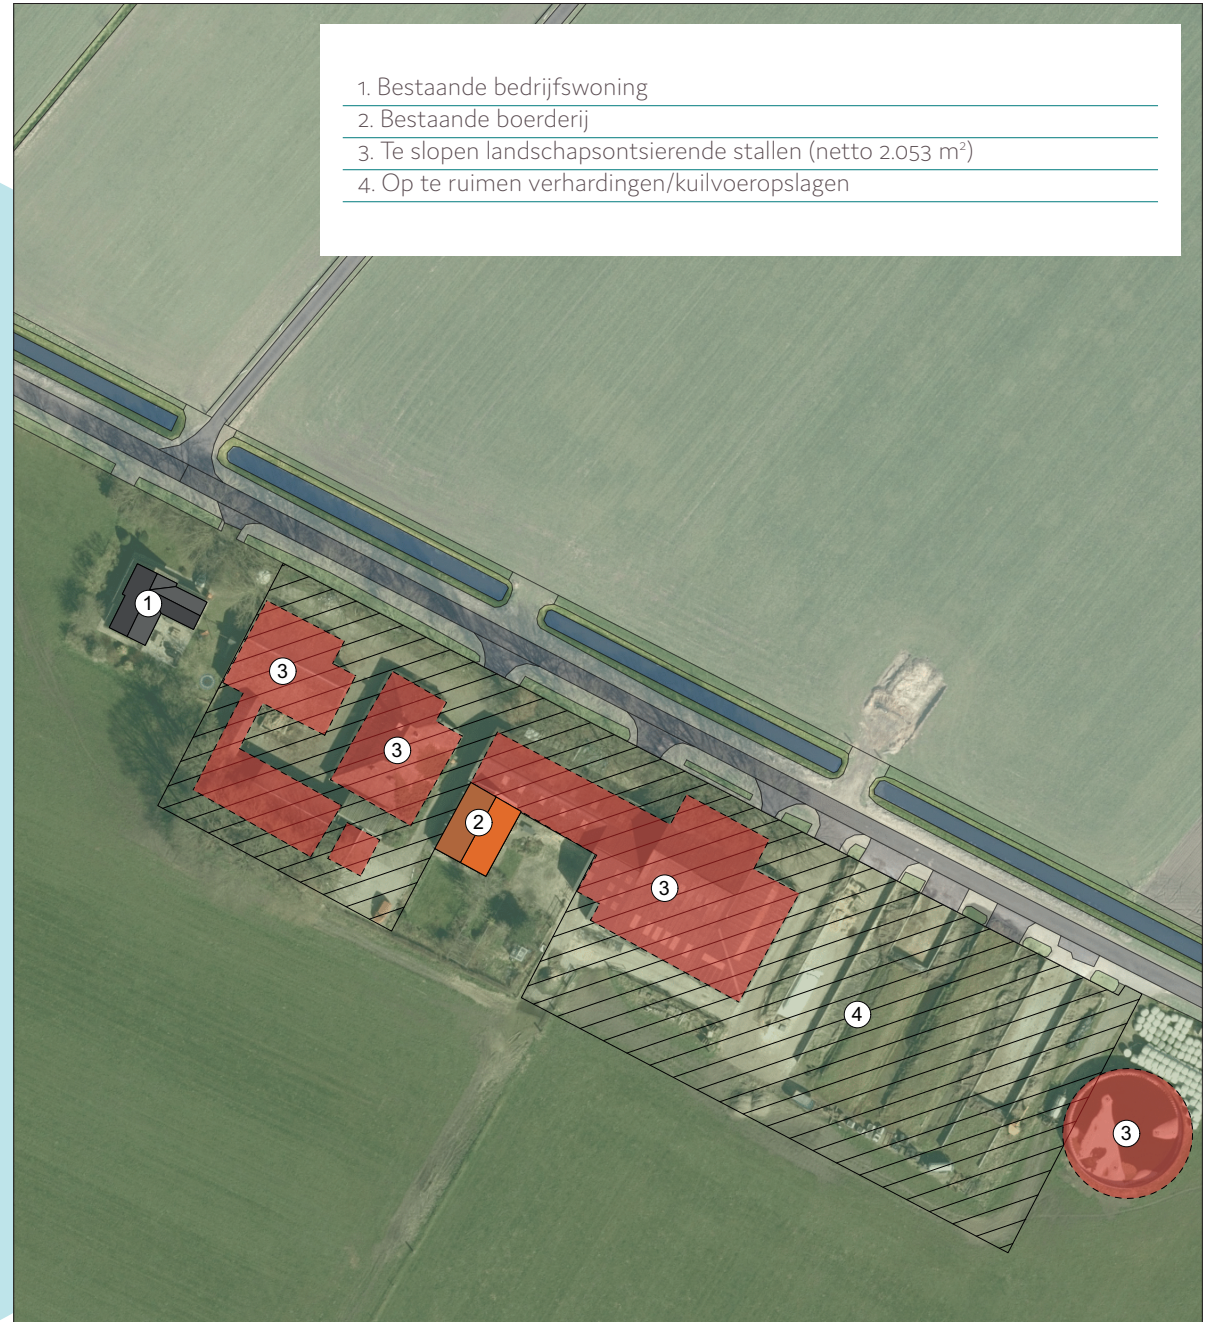 1. Bestaande bedrijfswoning
2. Bestaande boerderij
3. Te slopen landschapsontsierende stallen (netto 2.053 m²)
4. Op te ruimen verhardingen/kuilvoeropslagen
1
3
3
2
3
4
3